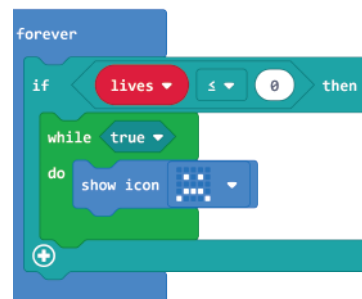 forever
if lives ≤ 0 then
while true
do
show icon